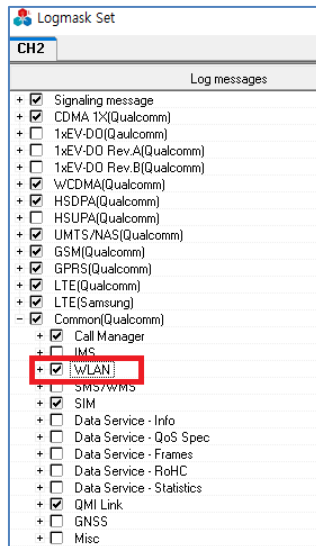 Logmask Set
CH2
Log messages
Signaling message
CDMA 1X(Qualcomm)
1xEV-DO(Qaulcomm)
1xEV-DO Rev.A(Qualcomm)
1xEV-DO Rev.B(Qualcomm)
WCDMA(Qualcomm)
HSDPA(Qualcomm)
HSUPA(Qualcomm)
UMTS/NAS(Qualcomm)
GSM(Qualcomm)
GPRS(Qualcomm)
LTE(Qualcomm)
LTE(Samsung)
Common(Qualcomm)
Call Manager
IMS
WLAN
SMS/WMS
SIM
Data Service - Info
Data Service - QoS Spec
Data Service - Frames
Data Service - RoHC
Data Service - Statistics
QMI Link
GNSS
Misc